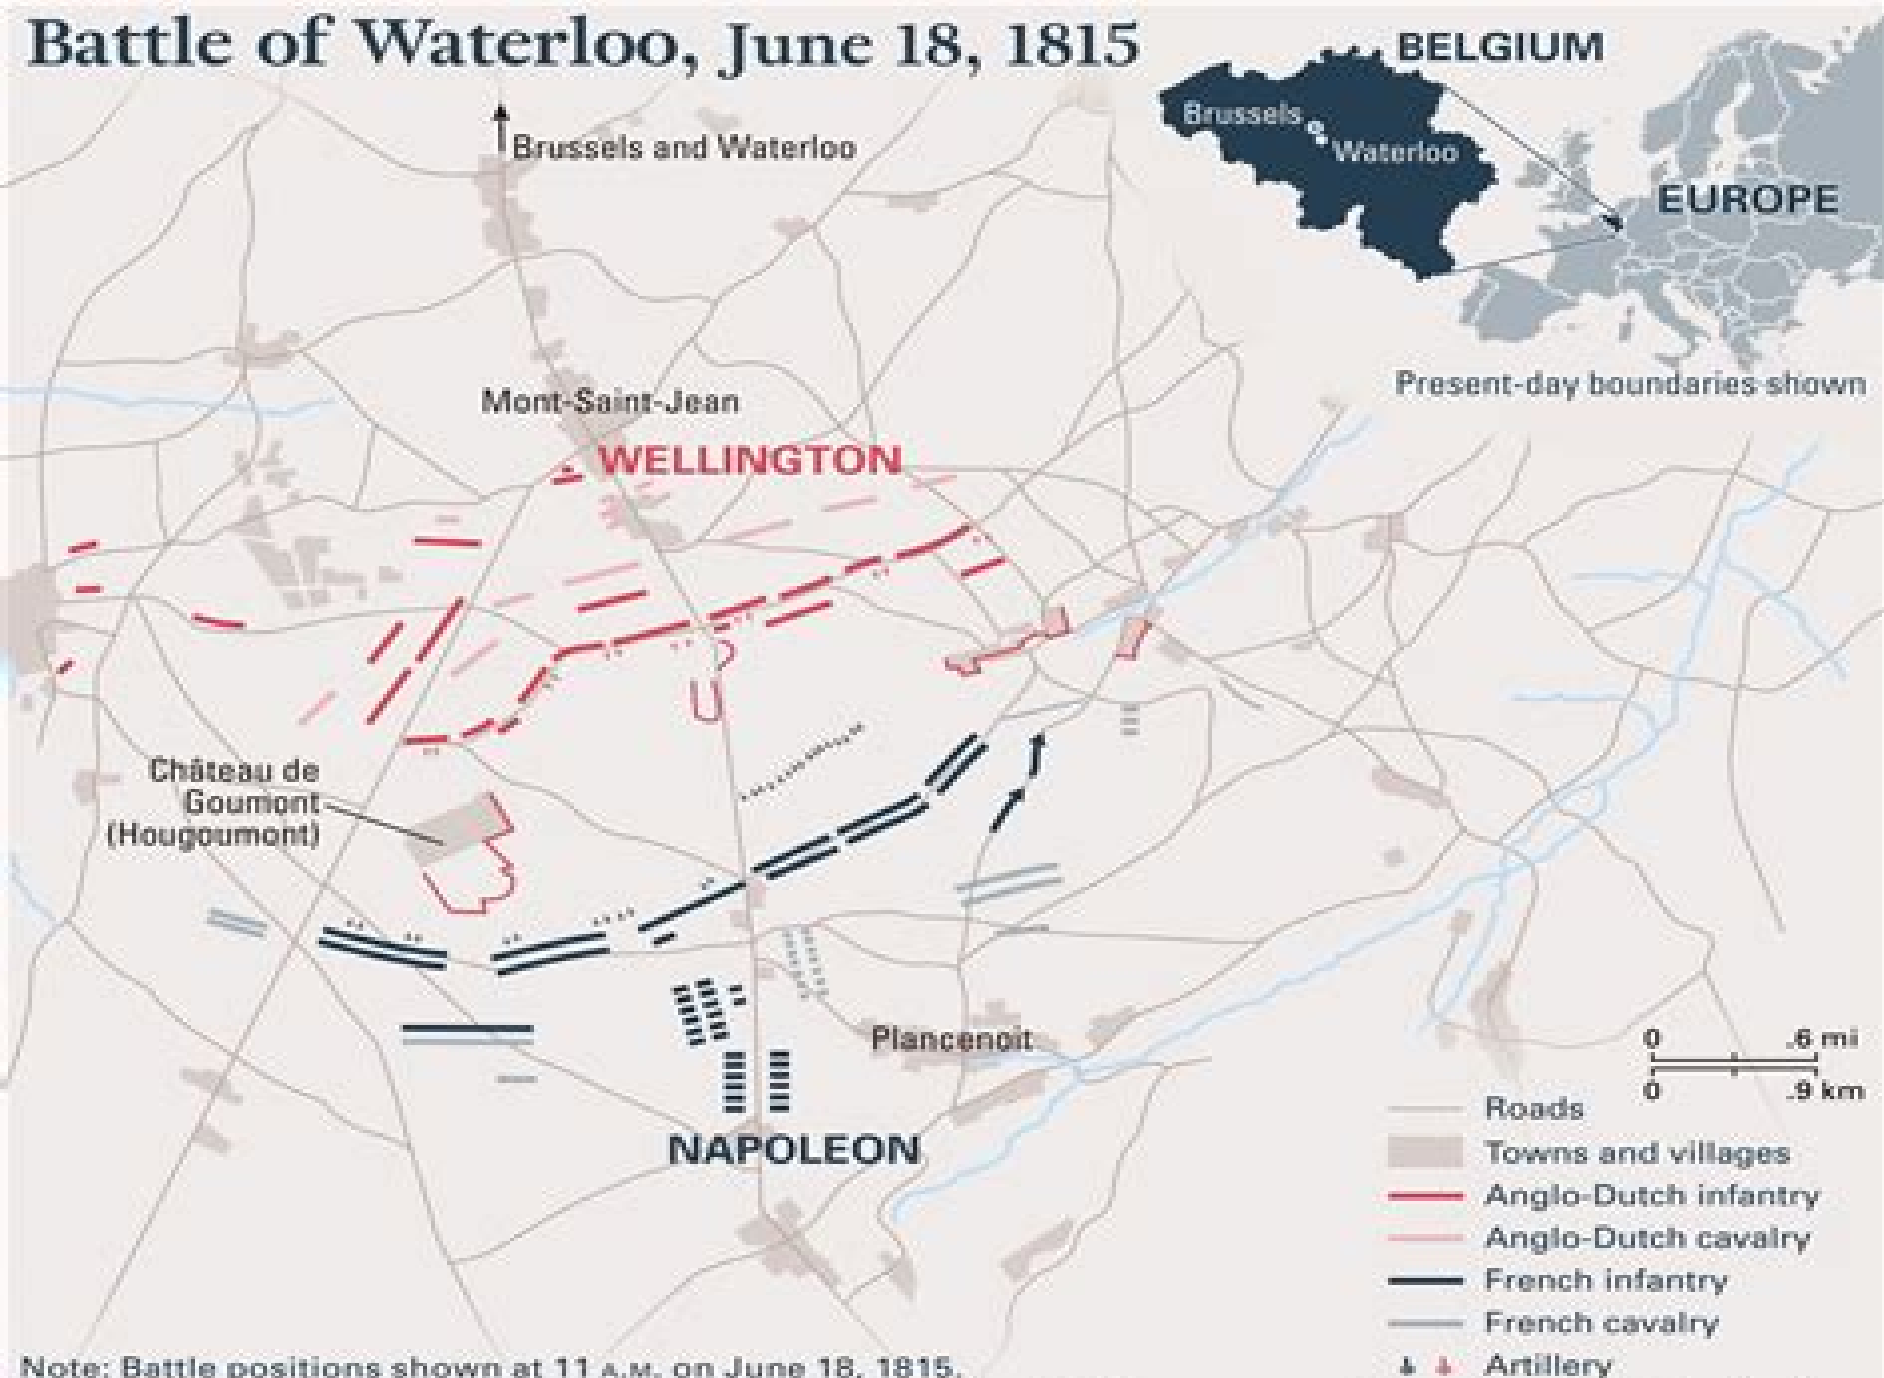 Battle of Waterloo, June 18, 1815
BELGIUM
Brussels
Waterloo
EUROPE
Present-day boundaries shown
Brussels and Waterloo
Mont-Saint-Jean
WELLINGTON
Château de
Goumont
(Hougoumont)
Plancenoit
NAPOLEON
0 .6 mi
0 .9 km
Roads
Towns and villages
Anglo-Dutch infantry
Anglo-Dutch cavalry
French infantry
French cavalry
Artillery
Note: Battle positions shown at 11 A.M. on June 18, 1815.